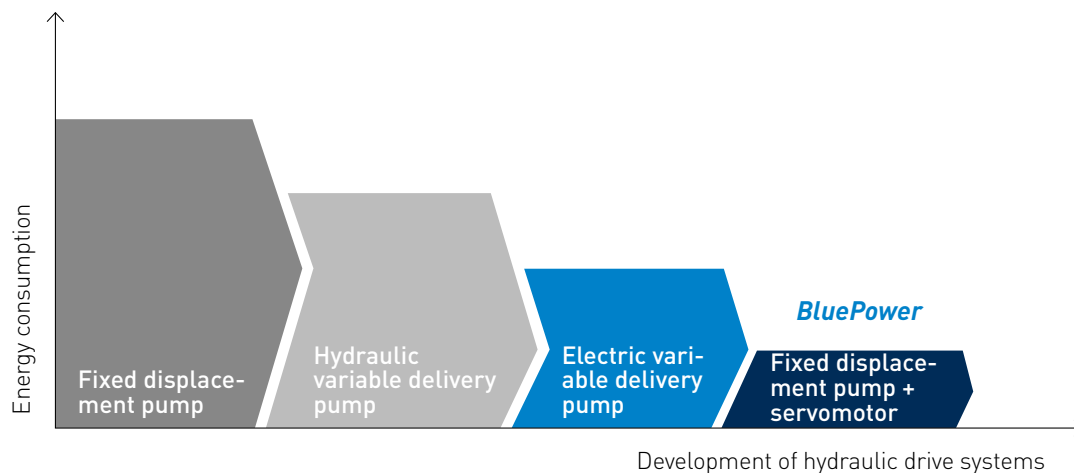 Energy consumption
Fixed displace-
ment pump
Hydraulic
variable delivery
pump
Electric vari-
able delivery
pump
BluePower
Fixed displace-
ment pump +
servomotor
Development of hydraulic drive systems